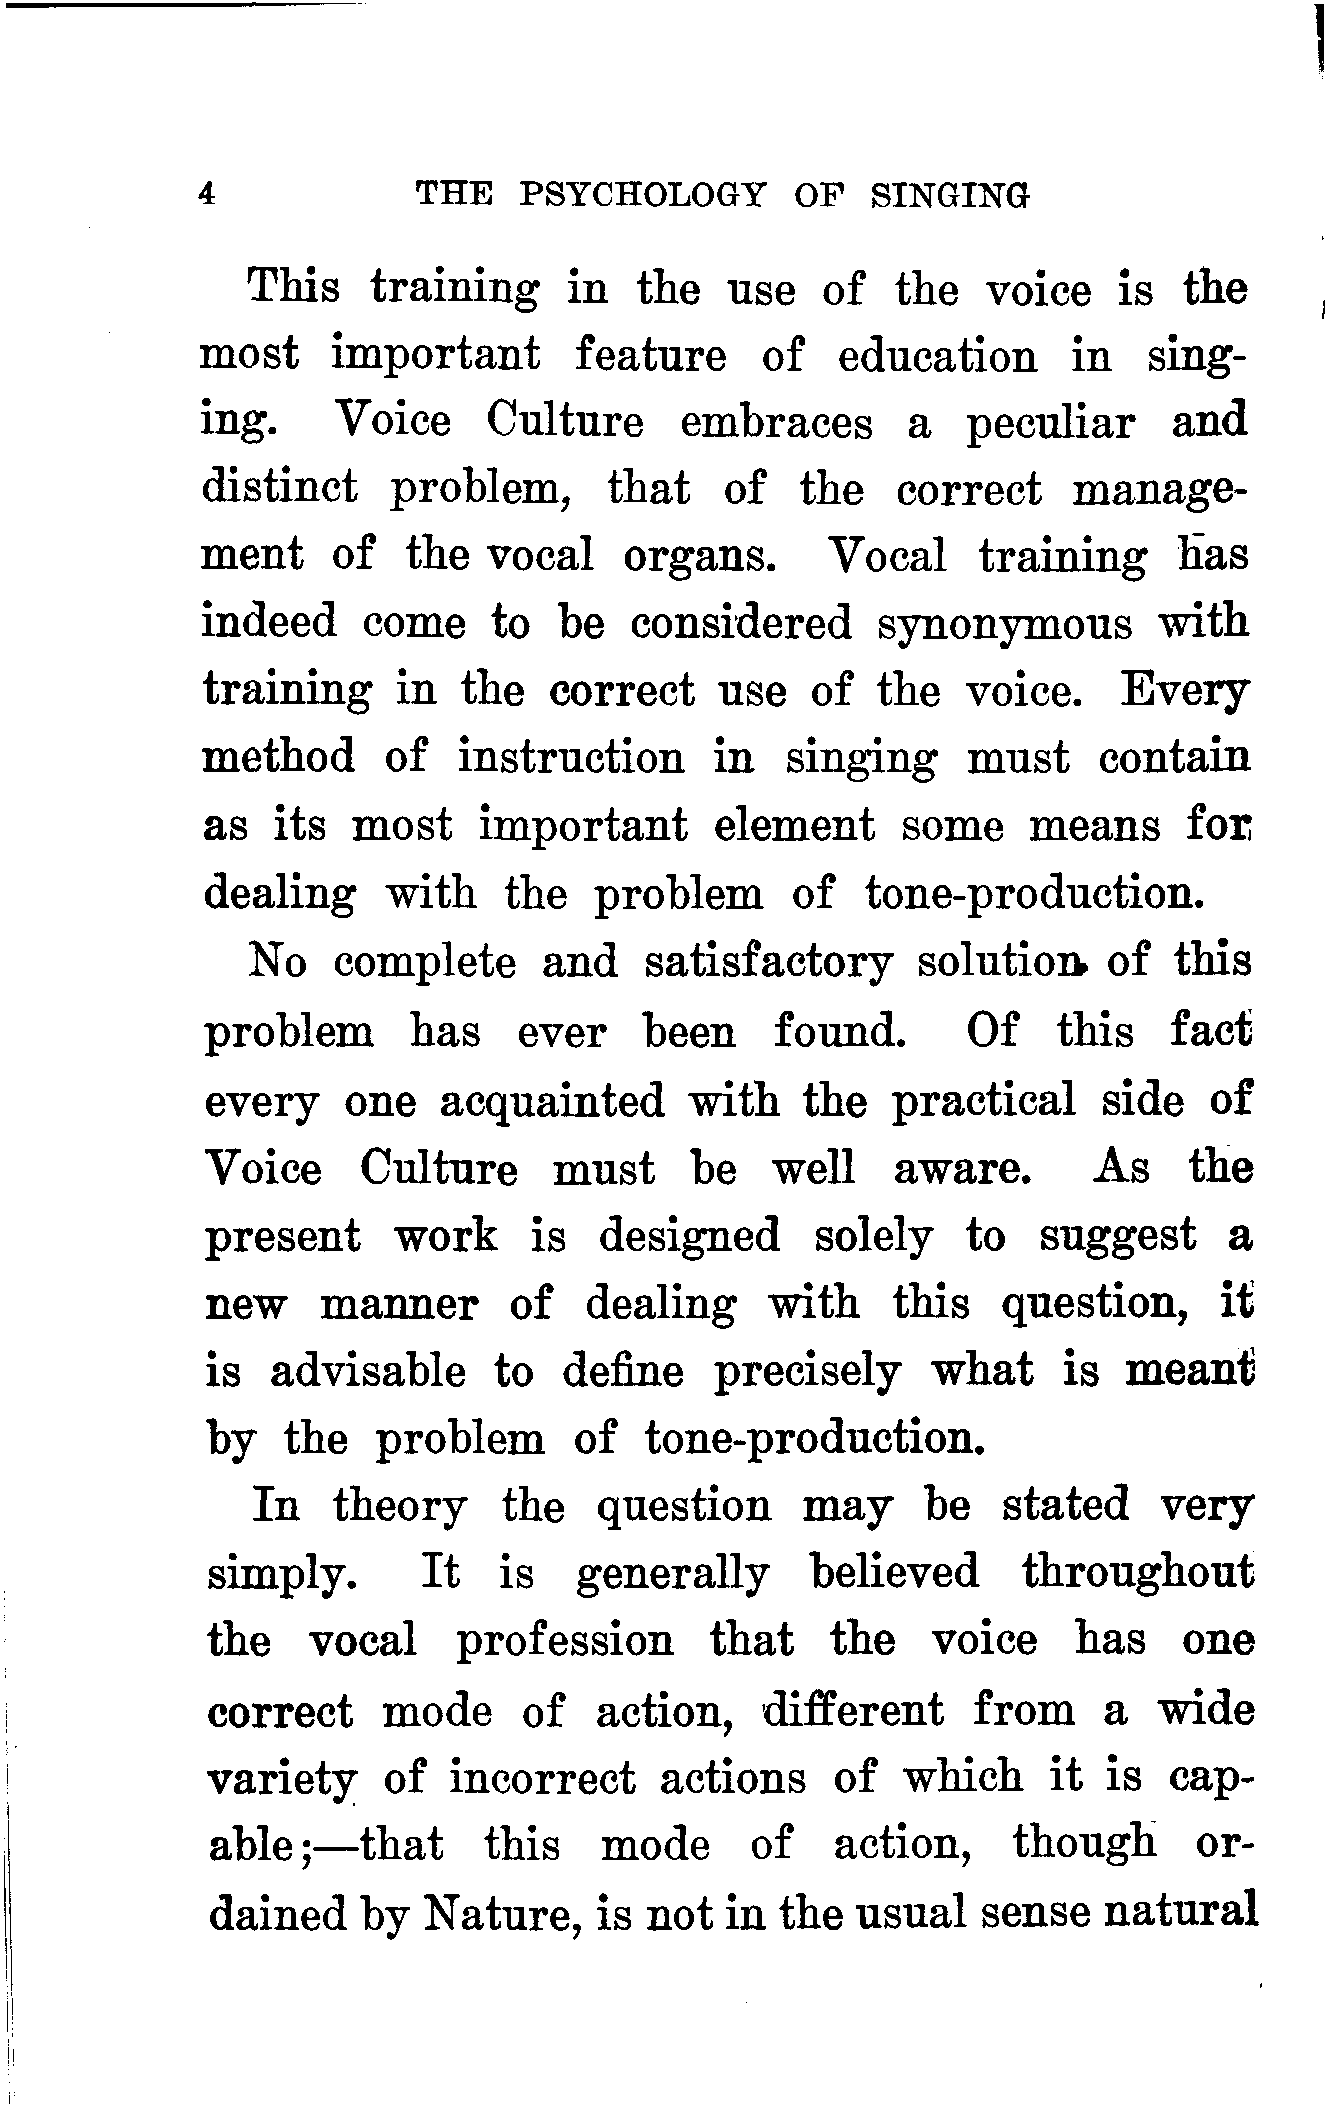 4 THE PSYCHOLOGY OF SINGING
This training in the use of the voice is the
most important feature of education in sing-
ing. Voice Culture embraces a peculiar and
distinct problem, that of the correct manage-
ment of the vocal organs. Vocal training has
indeed come to be considered synonymous with
training in the correct use of the voice. Every
method of instruction in singing must contain
as its most important element some means for
dealing with the problem of tone-production.
No complete and satisfactory solution of this
problem has ever been found. Of this fact
every one acquainted with the practical side of
Voice Culture must be well aware. As the
present work is designed solely to suggest a
new manner of dealing with this question, it
is advisable to define precisely what is meant
by the problem of tone-production.
In theory the question may be stated very
simply. It is generally believed throughout
the vocal profession that the voice has one
correct mode of action, different from a wide
variety of incorrect actions of which it is cap-
able;—that this mode of action, though or-
dained by Nature, is not in the usual sense natural